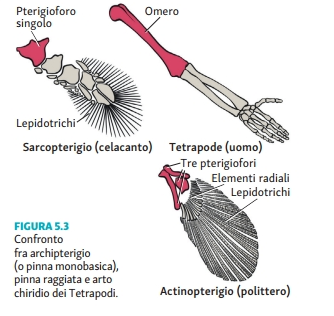 Pterigioforo
singolo
Omero
Lepidotrichi
Sarcopterigio (celacanto)
Tetrapode (uomo)
Tre pterigiofori
Elementi radiali
Lepidotrichi
FIGURA 5.3
Confronto
fra archipterigio
(o pinna monobasica),
pinna raggiata e arto
chiridio dei Tetrapodi.
Actinopterigio (polittero)